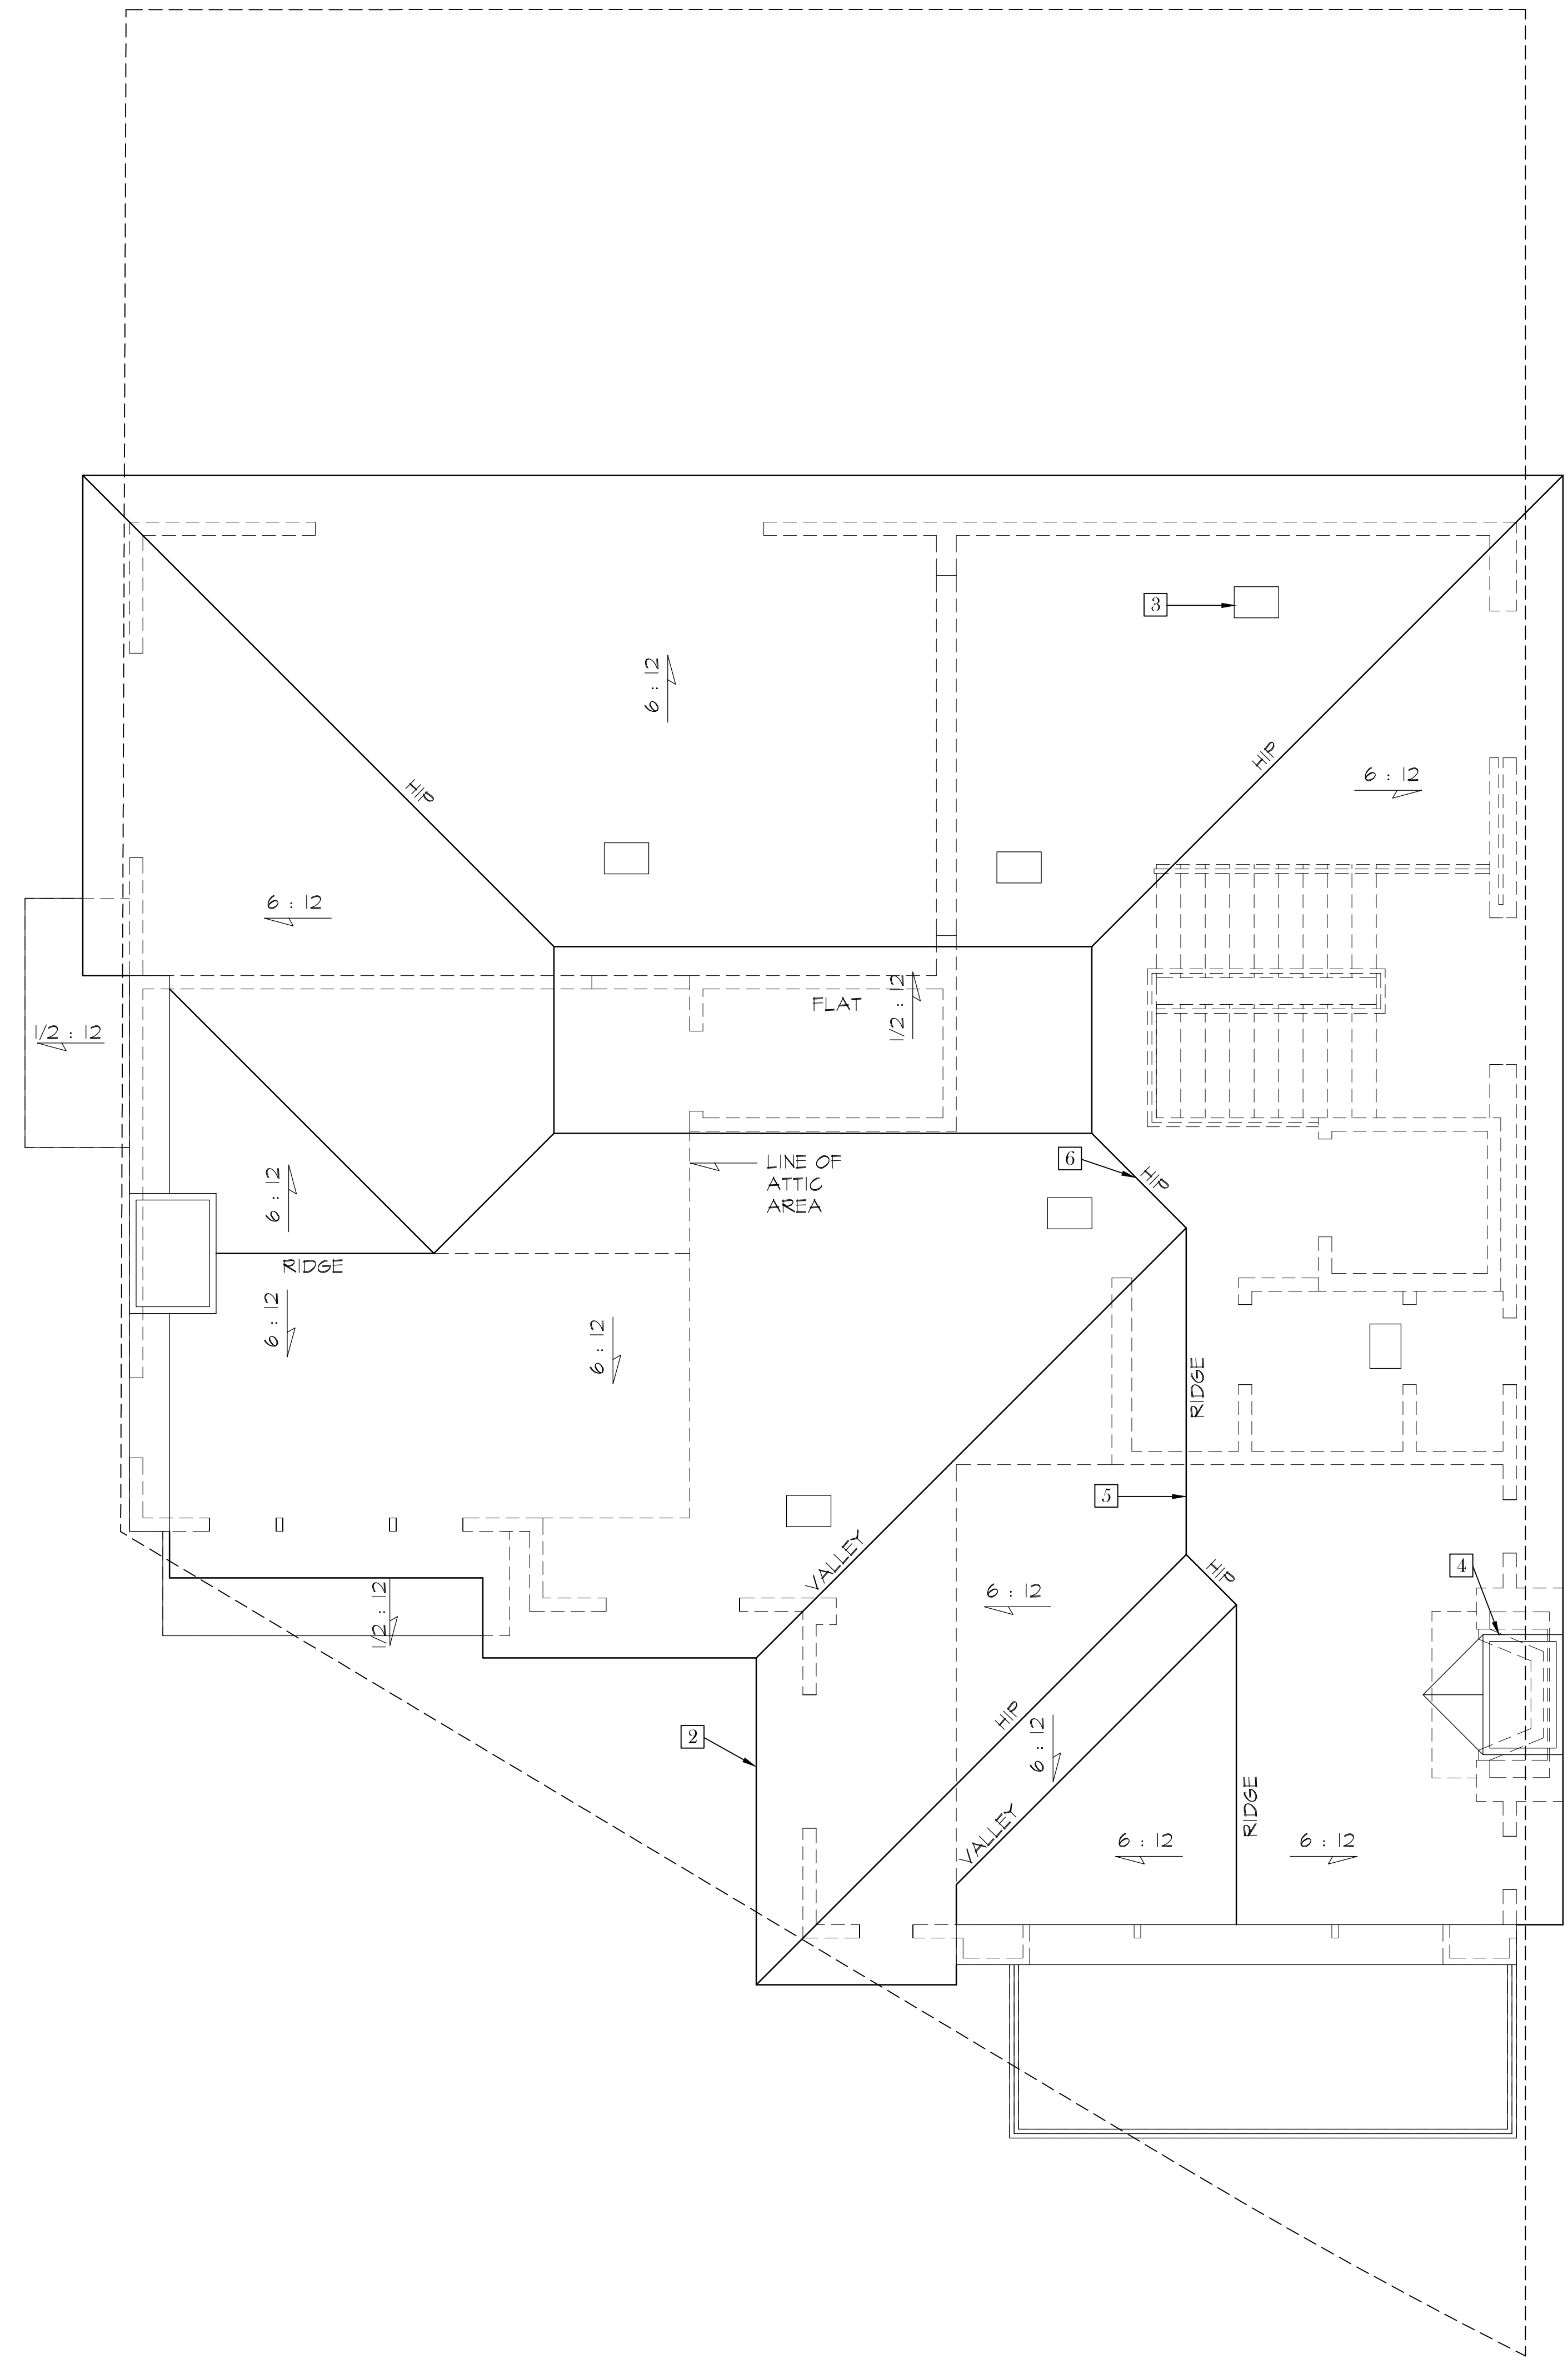 3
6 : 12
HIP
6 : 12
HIP
6 : 12
FLAT
1/2 : 12
1/2 : 12
6
HIP
LINE OF
ATTIC
AREA
6 : 12
RIDGE
6 : 12
6 : 12
RIDGE
5
VALLEY
HIP
4
6 : 12
1/2 : 12
HIP
2
6 : 12
VALLEY
RIDGE
6 : 12
6 : 12